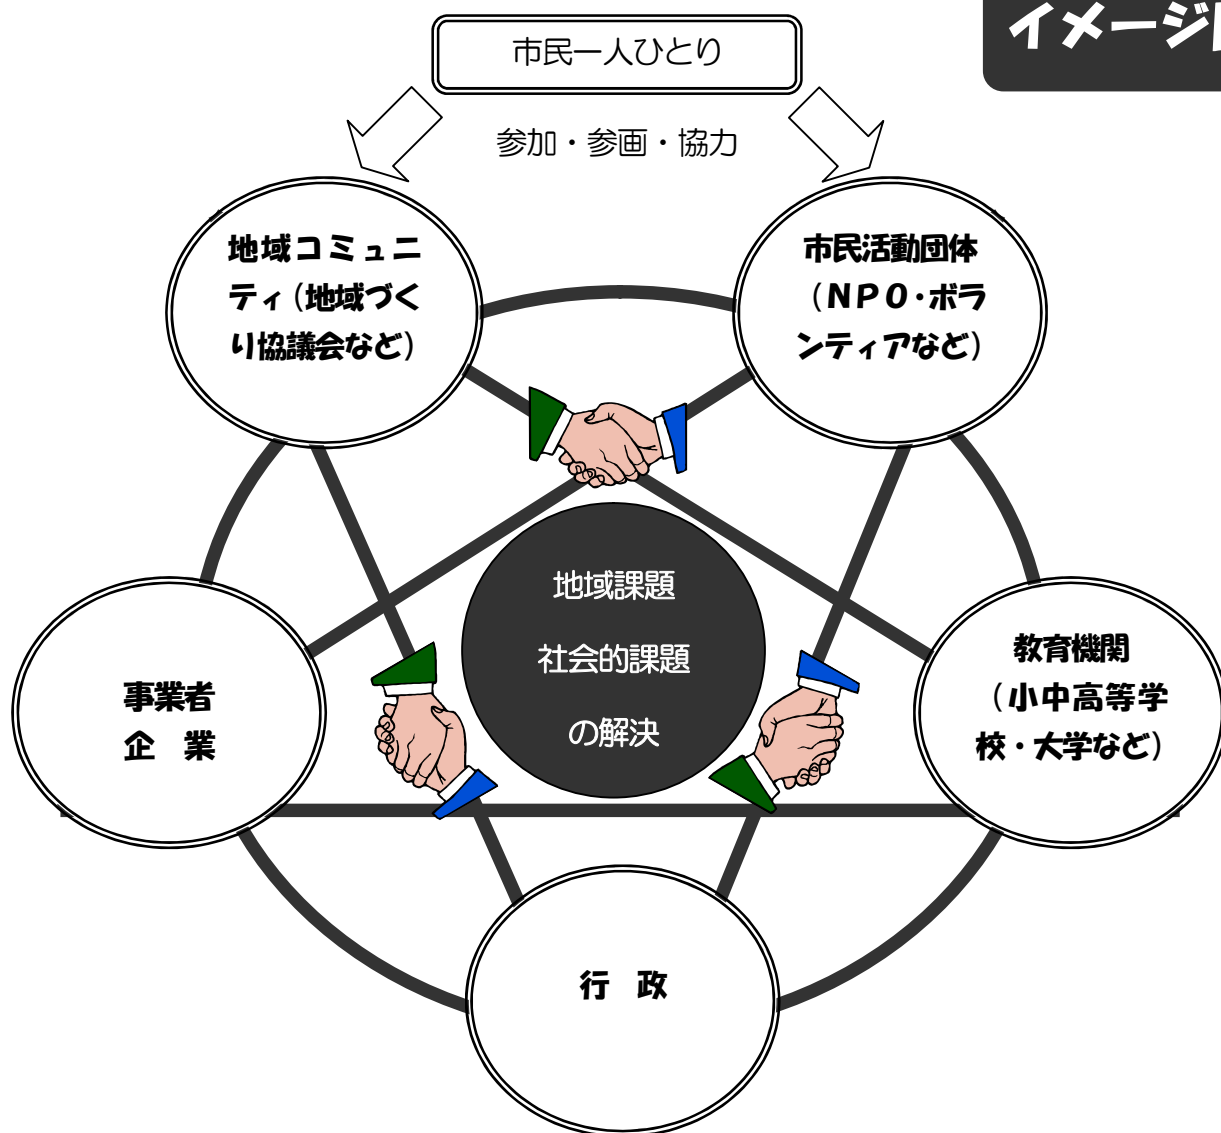 イメージ
市民一人ひとり
参加・参画・協力
地域コミュニ
ティ(地域づく
り協議会など)
市民活動団体
(NPO・ボラ
ンティアなど)
地域課題
社会的課題
の解決
事業者
企　業
教育機関
(小中高等学
校・大学など)
行　政